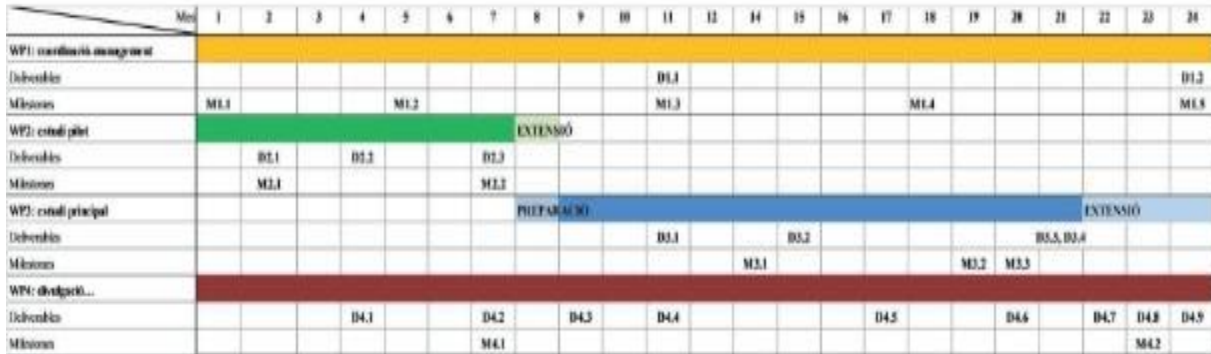 Mes 1 2 3 4 5 6 7 8 9 10 11 12 14 15 16 17 18 19 20 21 22 23 24
WP1: coordinació management
Deliverables D1.1 D1.2
Milestones M1.1 M1.2 M1.3 M1.4 M1.5
WP2: estudi pilot EXTENSIÓ
Deliverables D2.1 D2.2 D2.3
Milestones M2.1 M2.2
WP3: estudi principal PREPARACIÓ EXTENSIÓ
Deliverables D3.1 D3.2 D3.3, D3.4
Milestones M3.1 M3.2 M3.3
WP4: divulgació...
Deliverables D4.1 D4.2 D4.3 D4.4 D4.5 D4.6 D4.7 D4.8 D4.9
Milestones M4.1 M4.2